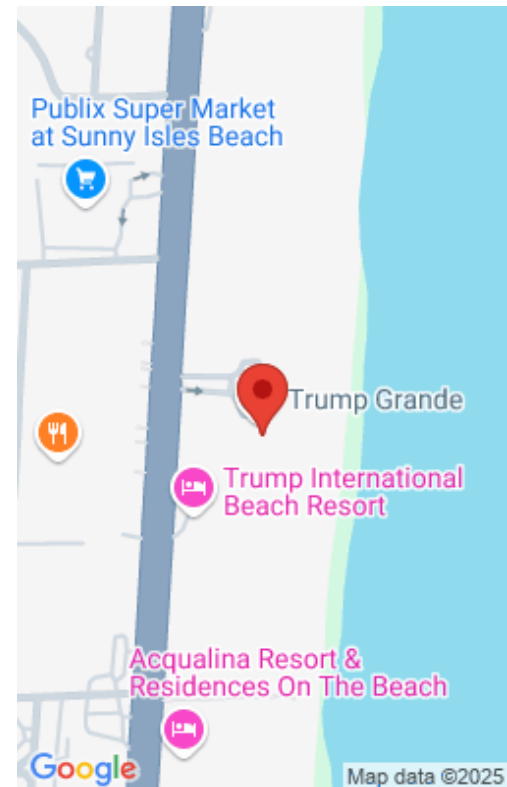 Publix Super Market
at Sunny Isles Beach
Trump Grande
Trump International
Beach Resort
Acqualina Resort &
Residences On The Beach
Google
Map data ©2025